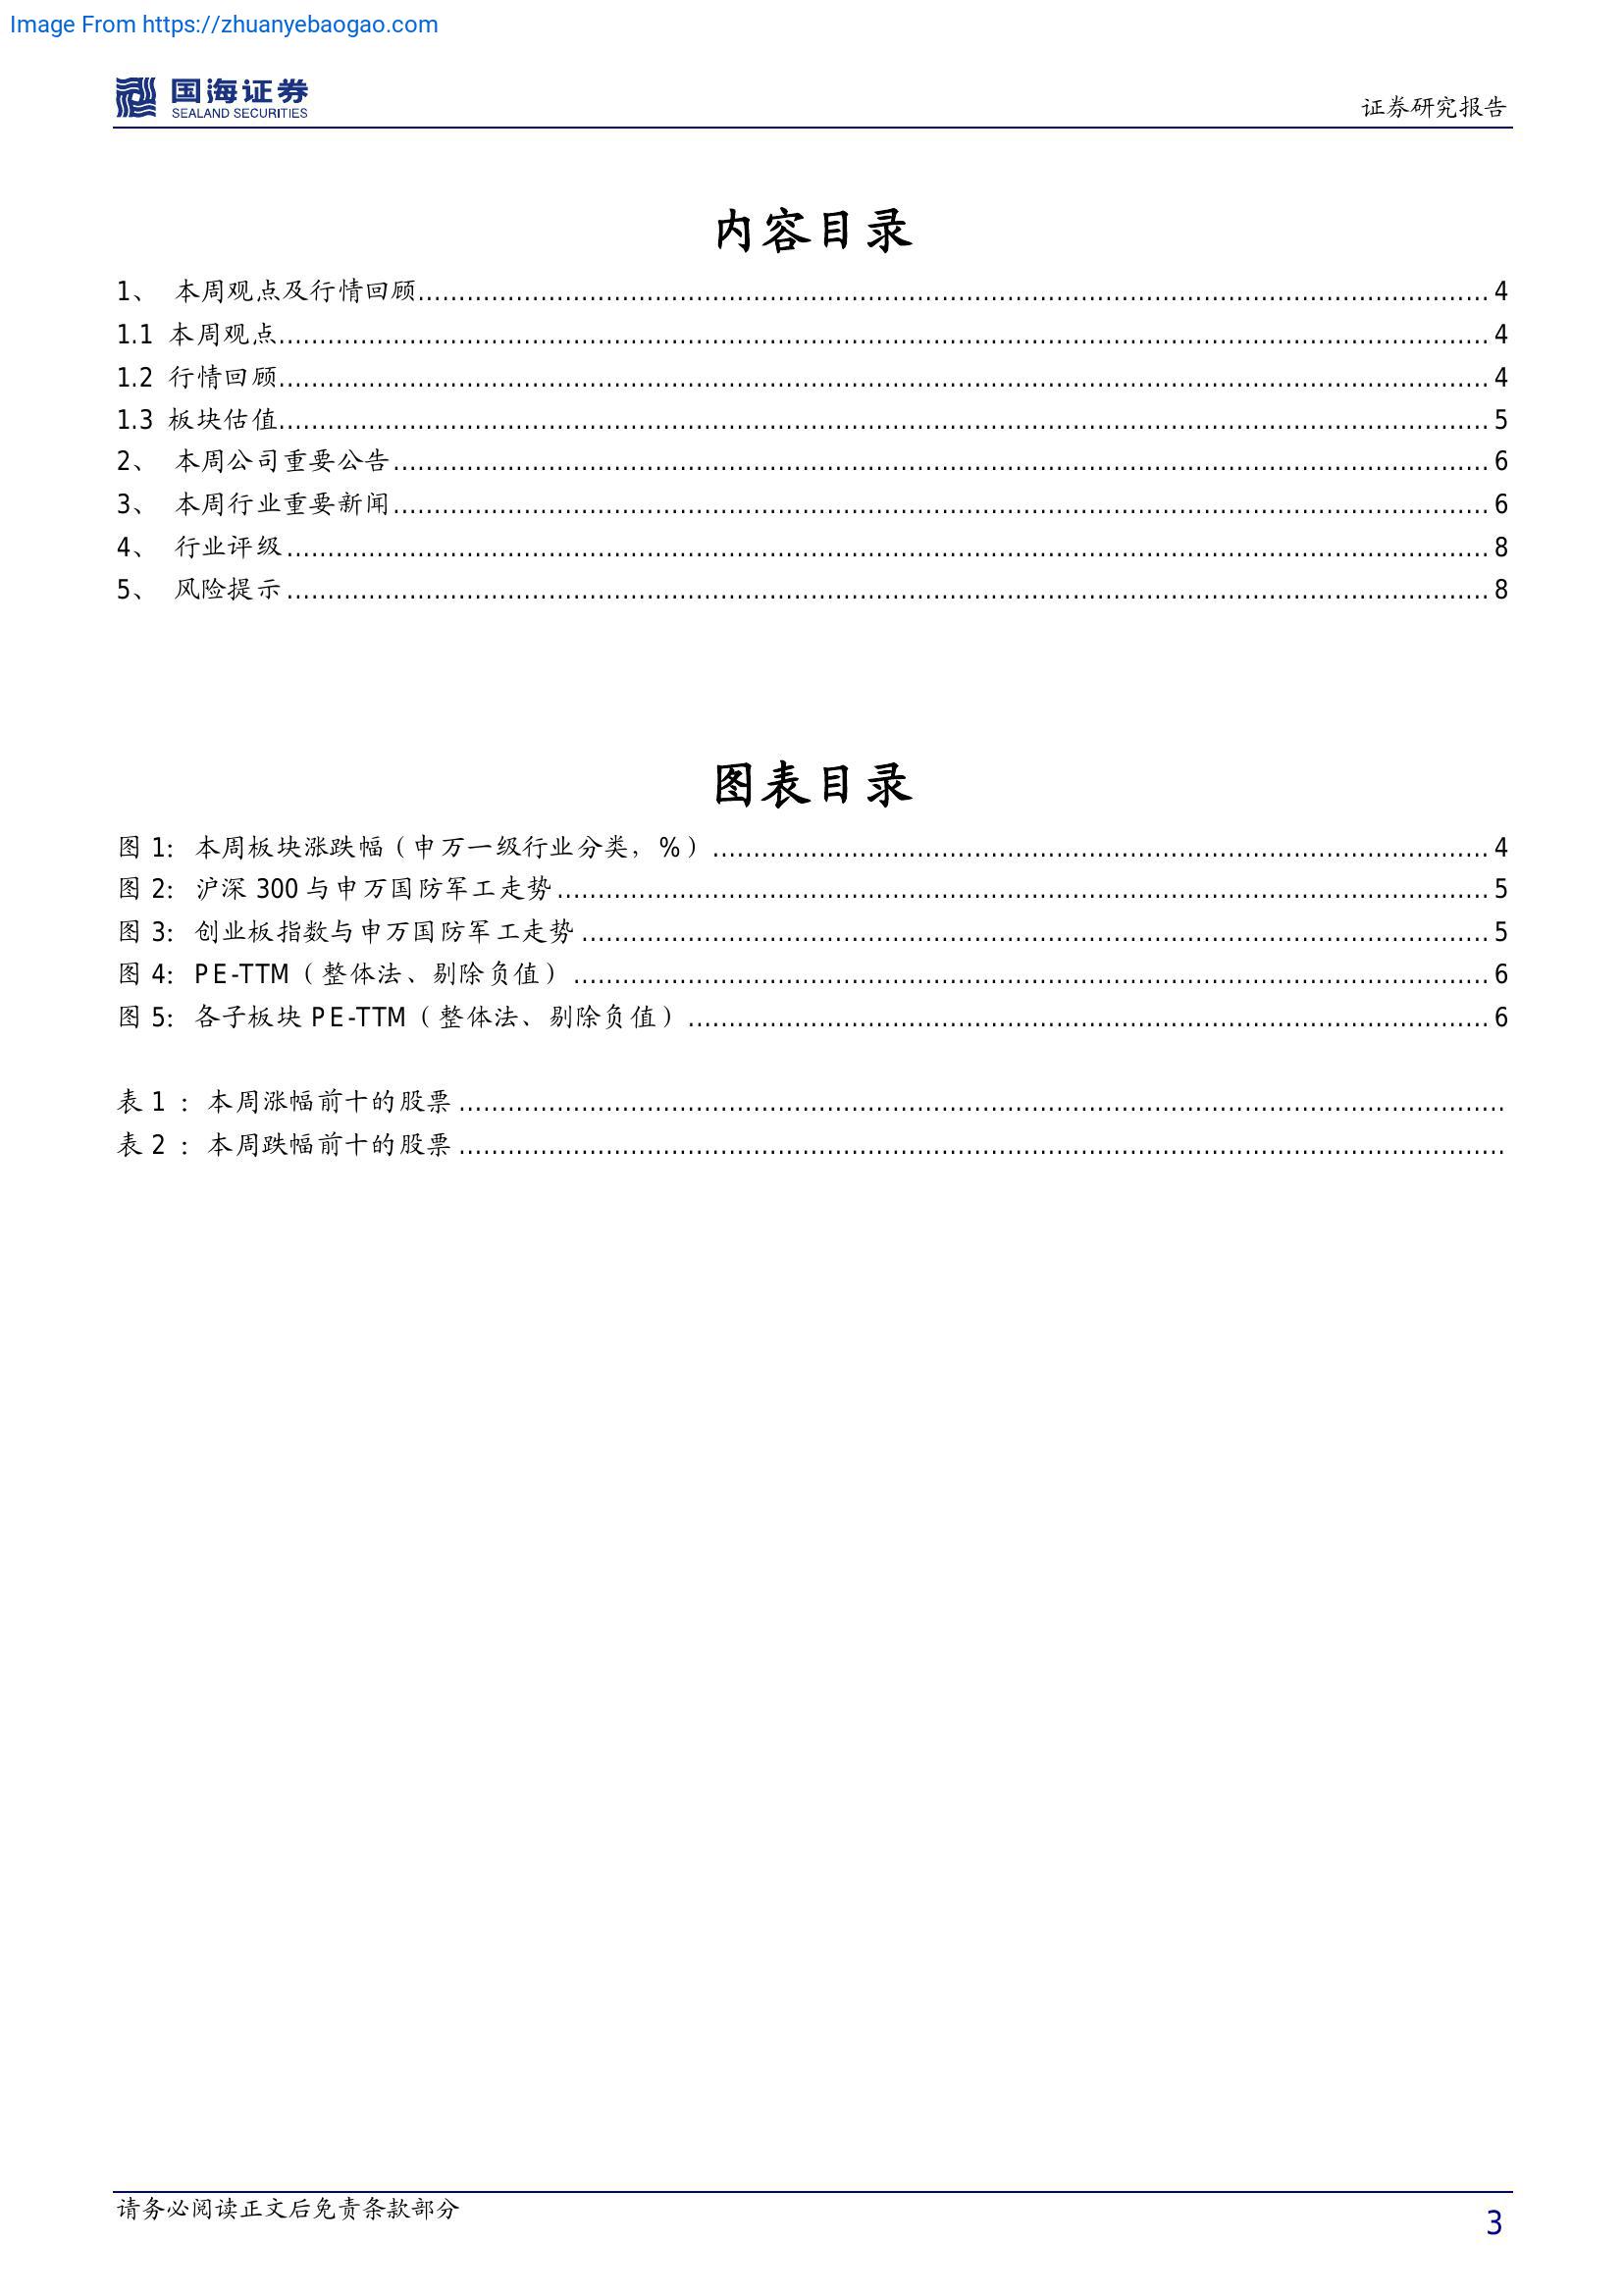 Image From https://zhuanyebaogao.com
国海证券
SEALAND SECURITIES
证券研究报告
内容目录
1、 本周观点及行情回顾........................................ 4
1.1 本周观点........................................ 4
1.2 行情回顾........................................ 4
1.3 板块估值........................................ 5
2、 本周公司重要公告........................................ 6
3、 本周行业重要新闻........................................ 6
4、 行业评级........................................ 8
5、 风险提示........................................ 8
图表目录
图 1: 本周板块涨跌幅（申万一级行业分类，%）........................................ 4
图 2: 沪深 300 与申万国防军工走势........................................ 5
图 3: 创业板指数与申万国防军工走势........................................ 5
图 4: PE-TTM（整体法、剔除负值）........................................ 6
图 5: 各子板块 PE-TTM（整体法、剔除负值）........................................ 6
表 1 ：本周涨幅前十的股票........................................
表 2 ：本周跌幅前十的股票........................................
请务必阅读正文后免责条款部分
3